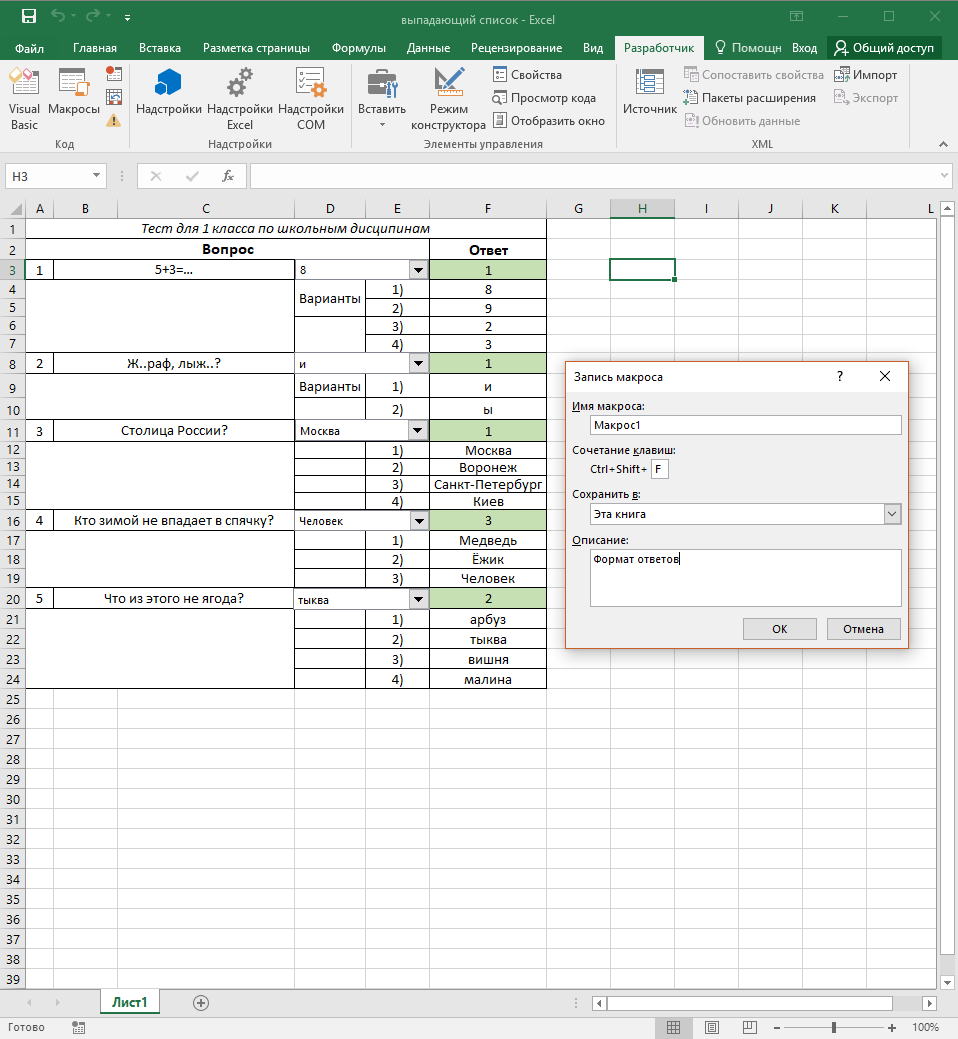 выпадающий список - Excel
Файл Главная Вставка Разметка страницы Формулы Данные Рецензирование Вид Разработчик Помощн Вход Общий доступ
Visual Basic Макросы Надстройки Надстройки Excel Надстройки COM Вставить Режим конструктора Свойства Источник Сопоставить свойства Импорт
Просмотр кода Пакеты расширения Экспорт
Отобразить окно Обновить данные
Код Надстройки Элементы управления XML
H3 fx
A B C D E F G H I J K L
1 Тест для 1 класса по школьным дисципинам
2 Вопрос Ответ
3 1 5+3=... 8 1
4 Варианты 1) 8
5 2) 9
6 3) 2
7 4) 3
8 2 Ж..раф, лыж..? и 1
9 Варианты 1) и
10 2) ы
11 3 Столица России? Москва 1
12 1) Москва
13 2) Воронеж
14 3) Санкт-Петербург
15 4) Киев
16 4 Кто зимой не впадает в спячку? Человек 3
17 1) Медведь
18 2) Ёжик
19 3) Человек
20 5 Что из этого не ягода? тыква 2
21 1) арбуз
22 2) тыква
23 3) вишня
24 4) малина
25
26
27
28
29
30
31
32
33
34
35
36
37
38
39
Запись макроса ?
Имя макроса:
Макрос1
Сочетание клавиш:
Ctrl+Shift+ F
Сохранить в:
Эта книга
Описание:
Формат ответов
ОК Отмена
Лист1
Готово 100%